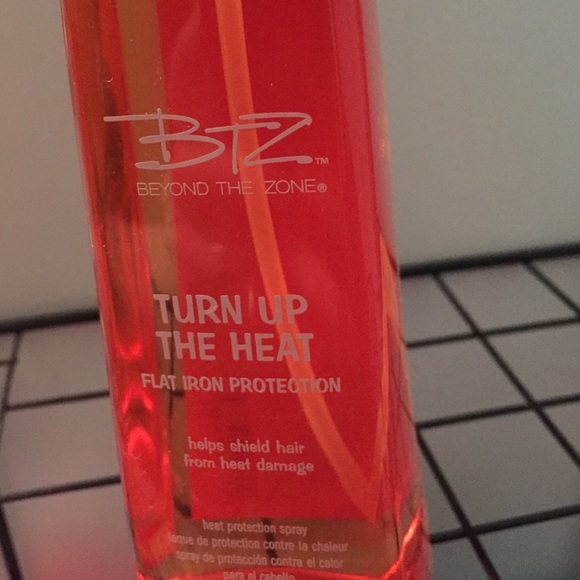 BTZ™
BEYOND THE ZONE®
TURN UP
THE HEAT
FLAT IRON PROTECTION
helps shield hair
from heat damage
heat protection spray
laque de protection contre la chaleur
spray de protección contra el calor
para el cabello